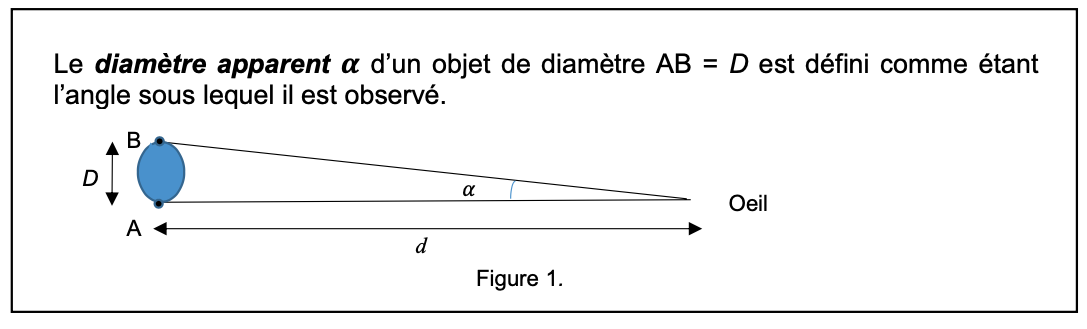 Le diamètre apparent α d'un objet de diamètre AB = D est défini comme étant
l'angle sous lequel il est observé.
B
D
α
Oeil
A
d
Figure 1.